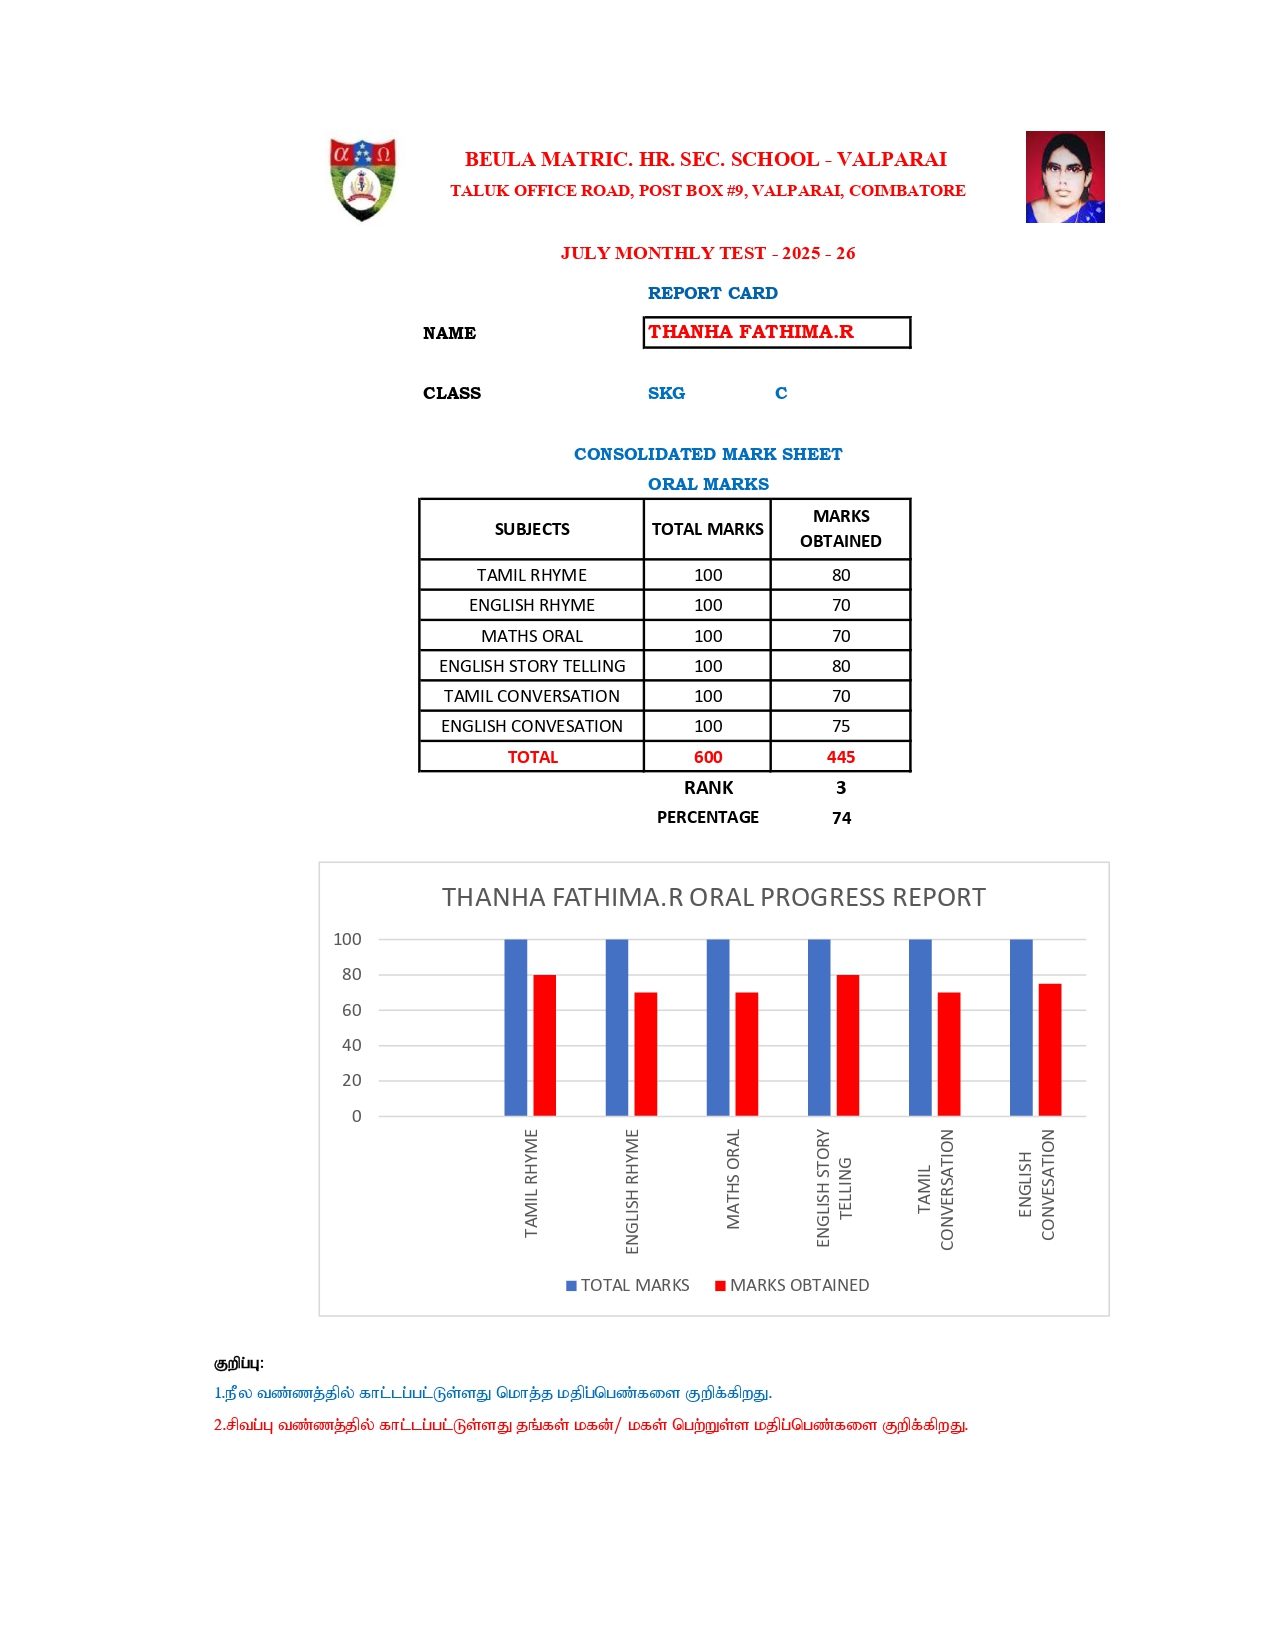 α Ω
BEULA MATRIC. HR. SEC. SCHOOL - VALPARAI
TALUK OFFICE ROAD, POST BOX #9, VALPARAI, COIMBATORE
JULY MONTHLY TEST - 2025 - 26
REPORT CARD
NAME THANHA FATHIMA.R
CLASS SKG C
CONSOLIDATED MARK SHEET
ORAL MARKS
SUBJECTS TOTAL MARKS MARKS OBTAINED
TAMIL RHYME 100 80
ENGLISH RHYME 100 70
MATHS ORAL 100 70
ENGLISH STORY TELLING 100 80
TAMIL CONVERSATION 100 70
ENGLISH CONVESATION 100 75
TOTAL 600 445
RANK 3
PERCENTAGE 74
THANHA FATHIMA.R ORAL PROGRESS REPORT
100
80
60
40
20
0
TAMIL RHYME
ENGLISH RHYME
MATHS ORAL
ENGLISH STORY
TELLING
TAMIL
CONVERSATION
ENGLISH
CONVESATION
TOTAL MARKS MARKS OBTAINED
குறிப்பு:
1.நீல வண்ணத்தில் காட்டப்பட்டுள்ளது மொத்த மதிப்பெண்களை குறிக்கிறது.
2.சிவப்பு வண்ணத்தில் காட்டப்பட்டுள்ளது தங்கள் மகன்/ மகள் பெற்றுள்ள மதிப்பெண்களை குறிக்கிறது.